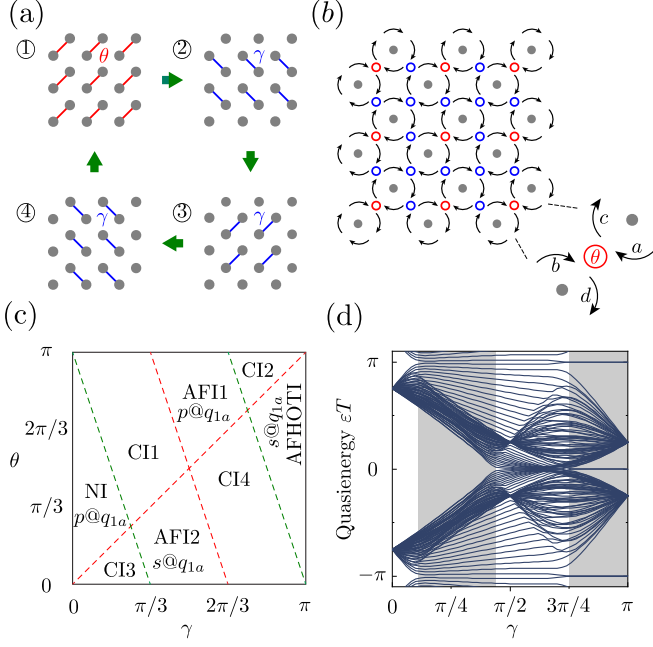 (a)
① θ ② γ
④ γ ③ γ
(b)
c
a
θ
b
d
(c)
π
2π/3
θ
π/3
0
CI2
AFI1
p@q1a
s@q1a
AFHOTI
CI1
CI4
NI
p@q1a
AFI2
s@q1a
CI3
0 π/3 2π/3 π
γ
(d)
π
Quasienergy εT
0
−π
0 π/4 π/2 3π/4 π
γ